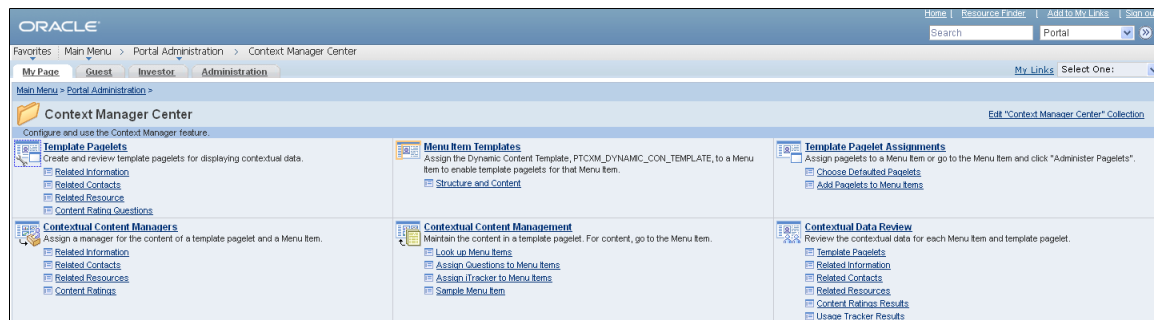 Home | Resource Finder | Add to My Links | Sign ou
ORACLE
Search Portal
Favorites Main Menu > Portal Administration > Context Manager Center
My Page Guest Investor Administration My Links Select One:
Main Menu > Portal Administration >
Context Manager Center Edit "Context Manager Center" Collection
Configure and use the Context Manager feature.
Template Pagelets
Create and review template pagelets for displaying contextual data.
Related Information
Related Contacts
Related Resource
Content Rating Questions
Menu Item Templates
Assign the Dynamic Content Template, PTCXM_DYNAMIC_CON_TEMPLATE, to a Menu
Item to enable template pagelets for that Menu Item.
Structure and Content
Template Pagelet Assignments
Assign pagelets to a Menu Item or go to the Menu Item and click "Administer Pagelets".
Choose Defaulted Pagelets
Add Pagelets to Menu Items
Contextual Content Managers
Assign a manager for the content of a template pagelet and a Menu Item.
Related Information
Related Contacts
Related Resources
Content Ratings
Contextual Content Management
Maintain the content in a template pagelet. For content, go to the Menu Item.
Look up Menu Items
Assign Questions to Menu Items
Assign iTracker to Menu Items
Sample Menu Item
Contextual Data Review
Review the contextual data for each Menu Item and template pagelet.
Template Pagelets
Related Information
Related Contacts
Related Resources
Content Ratings Results
Usage Tracker Results